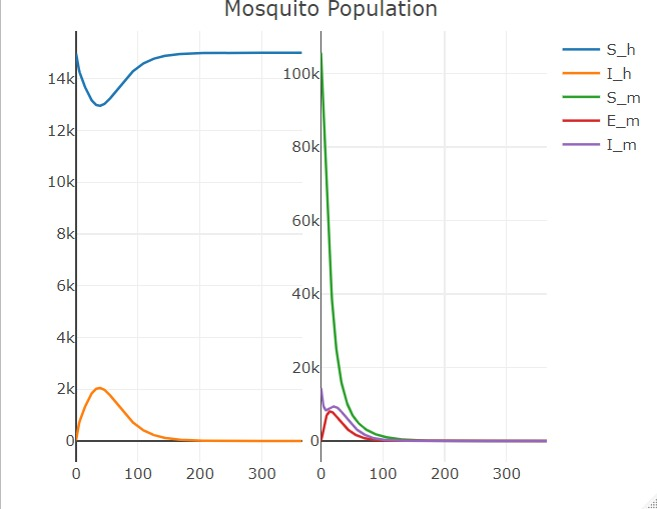 Mosquito Population
14k
12k
10k
8k
6k
4k
2k
0
0 100 200 300
100k
80k
60k
40k
20k
0
0 100 200 300
S_h
I_h
S_m
E_m
I_m